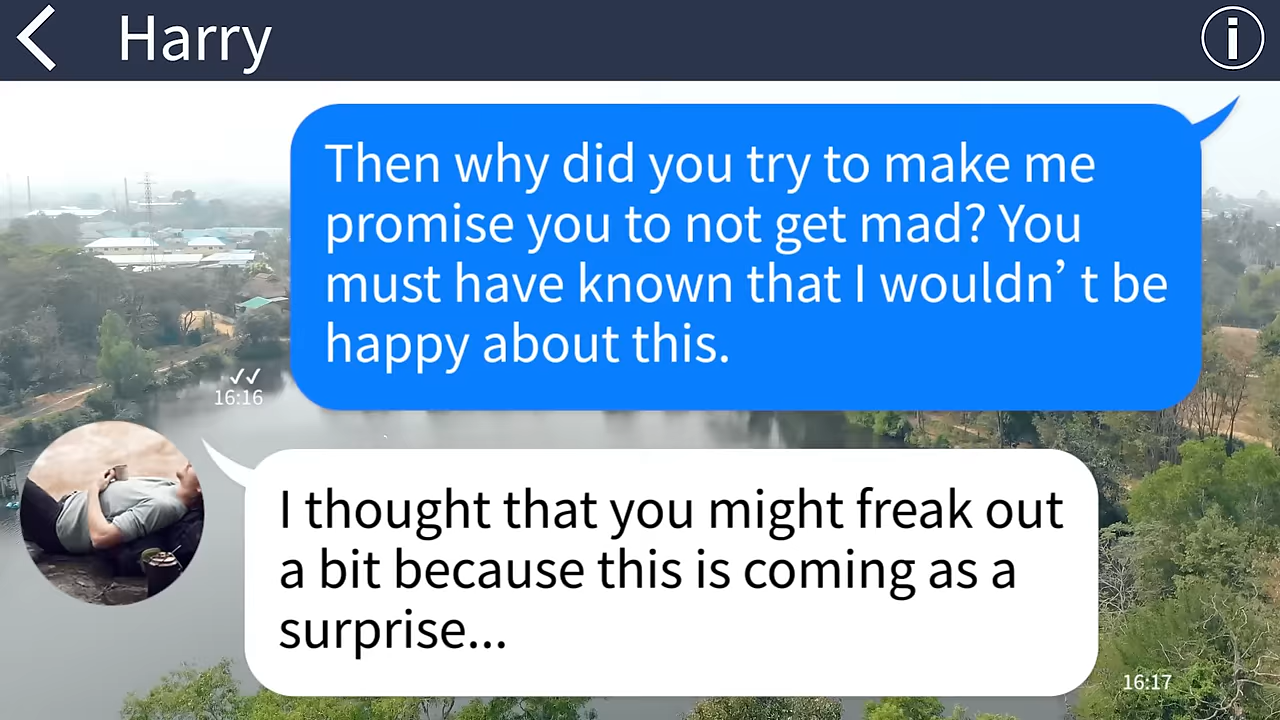 Harry
Then why did you try to make me
promise you to not get mad? You
must have known that I wouldn’t be
happy about this.
✓✓
16:16
I thought that you might freak out
a bit because this is coming as a
surprise...
16:17